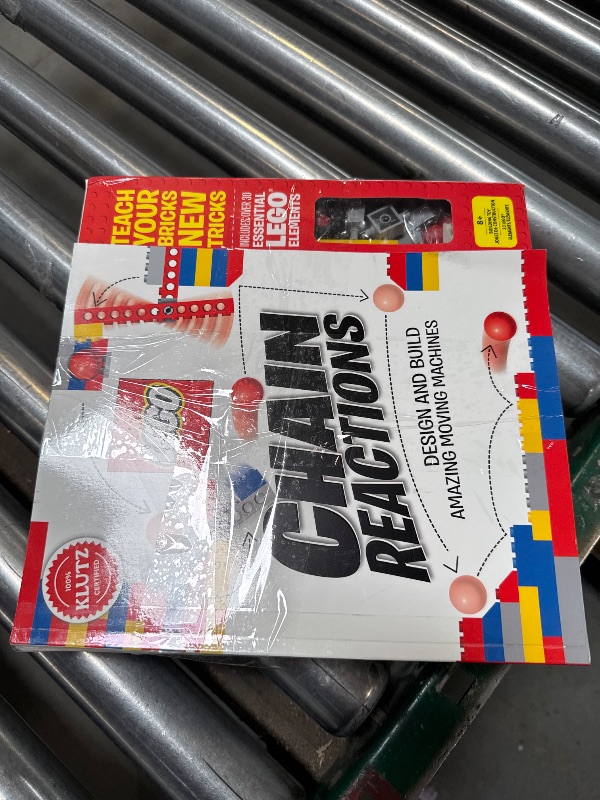 TEACH
YOUR
BRICKS
NEW
TRICKS
INCLUDES OVER 30
ESSENTIAL
LEGO®
ELEMENTS
8+
LEGO
CHAIN
REACTIONS
DESIGN AND BUILD
AMAZING MOVING MACHINES
100%
KLUTZ
CERTIFIED